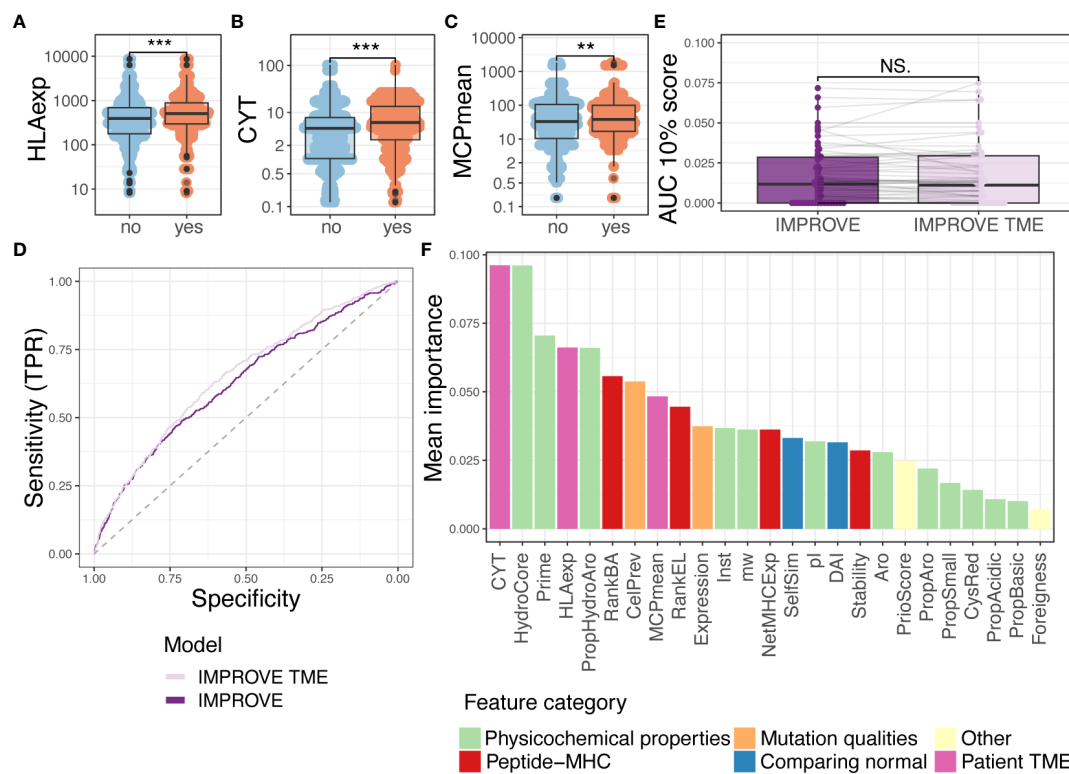 A
HLAexp
10000
1000
100
10
***
no yes
B
CYT
100
10
2
0.5
0.1
***
no yes
C
MCPmean
10000
1000
100
10
2
0.5
0.1
**
no yes
E
AUC 10% score
0.100
0.075
0.050
0.025
0.000
NS.
IMPROVE IMPROVE TME
D
Sensitivity (TPR)
1.00
0.75
0.50
0.25
0.00
1.00 0.75 0.50 0.25 0.00
Specificity
Model
IMPROVE TME
IMPROVE
F
Mean importance
0.100
0.075
0.050
0.025
0.000
CYT
HydroCore
Prime
HLAexp
PropHydroAro
RankBA
CelPrev
MCPmean
RankEL
Expression
Inst
mw
NetMHCExp
SelfSim
pI
DAI
Stability
Aro
PrioScore
PropAro
PropSmall
CysRed
PropAcidic
PropBasic
Foreigness
Feature category
Physicochemical properties Mutation qualities Other
Peptide−MHC Comparing normal Patient TME